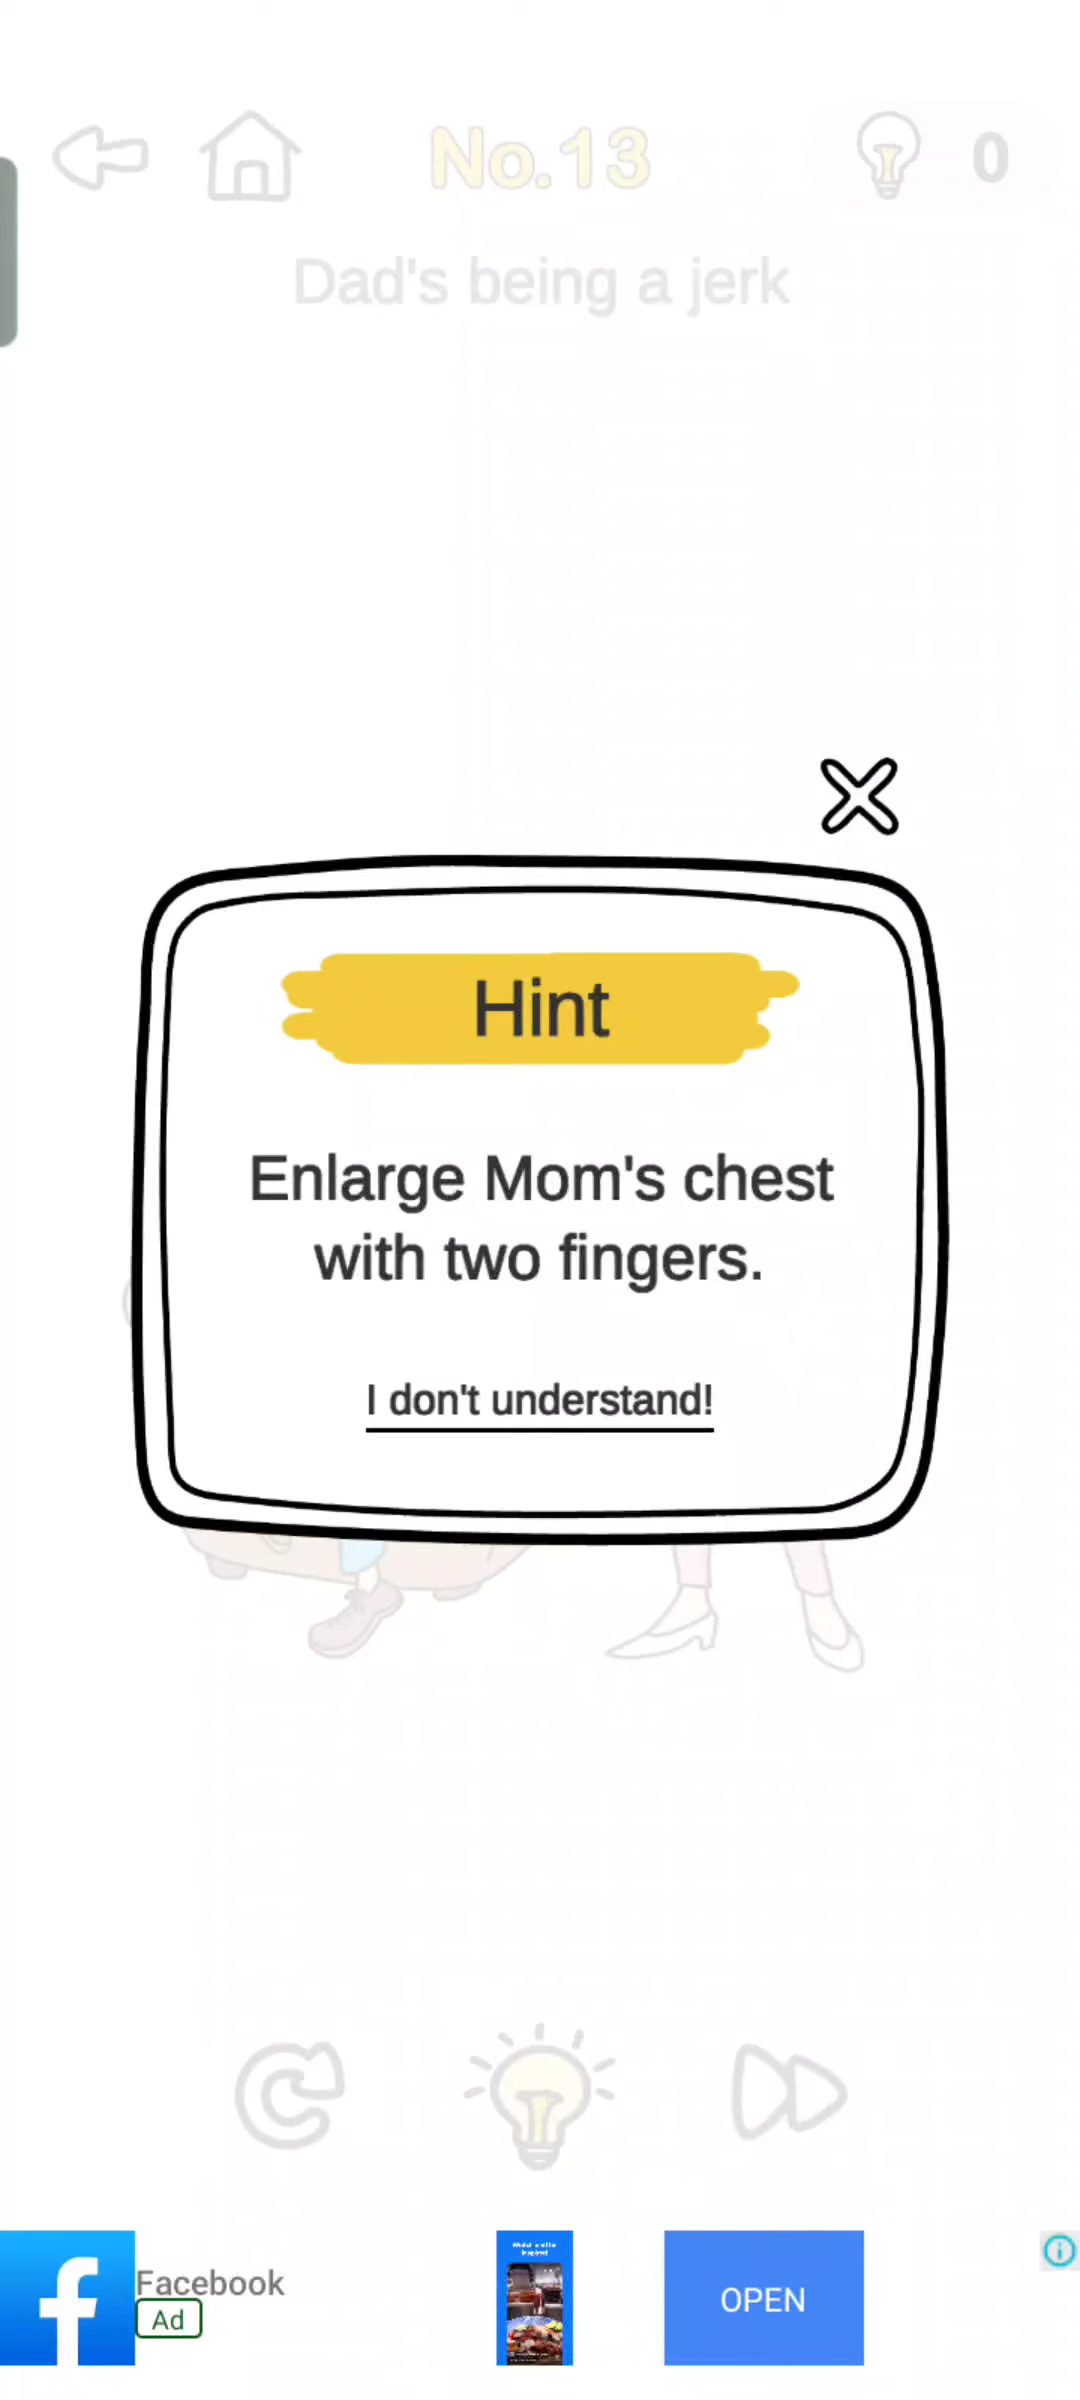 No.13
0
Dad's being a jerk
Hint
Enlarge Mom's chest
with two fingers.
I don't understand!
Facebook
Ad
OPEN